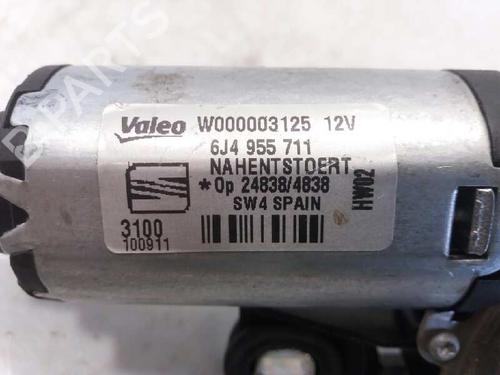 B-PARTS
Valeo W000003125 12V
6J4 955 711
NAHENTSTOERT
*Op 24838/4838
SW4 SPAIN
HW02
3100
100911